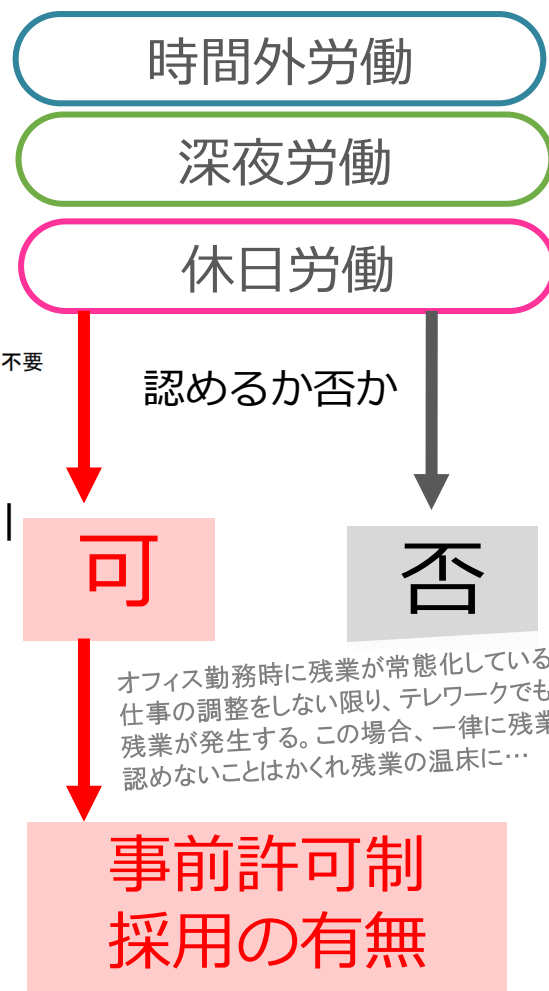 時間外労働
深夜労働
休日労働
不要
認めるか否か
可
否
オフィス勤務時に残業が常態化している
仕事の調整をしない限り、テレワークでも
残業が発生する。この場合、一律に残業
認めないことはかくれ残業の温床に…
事前許可制
採用の有無